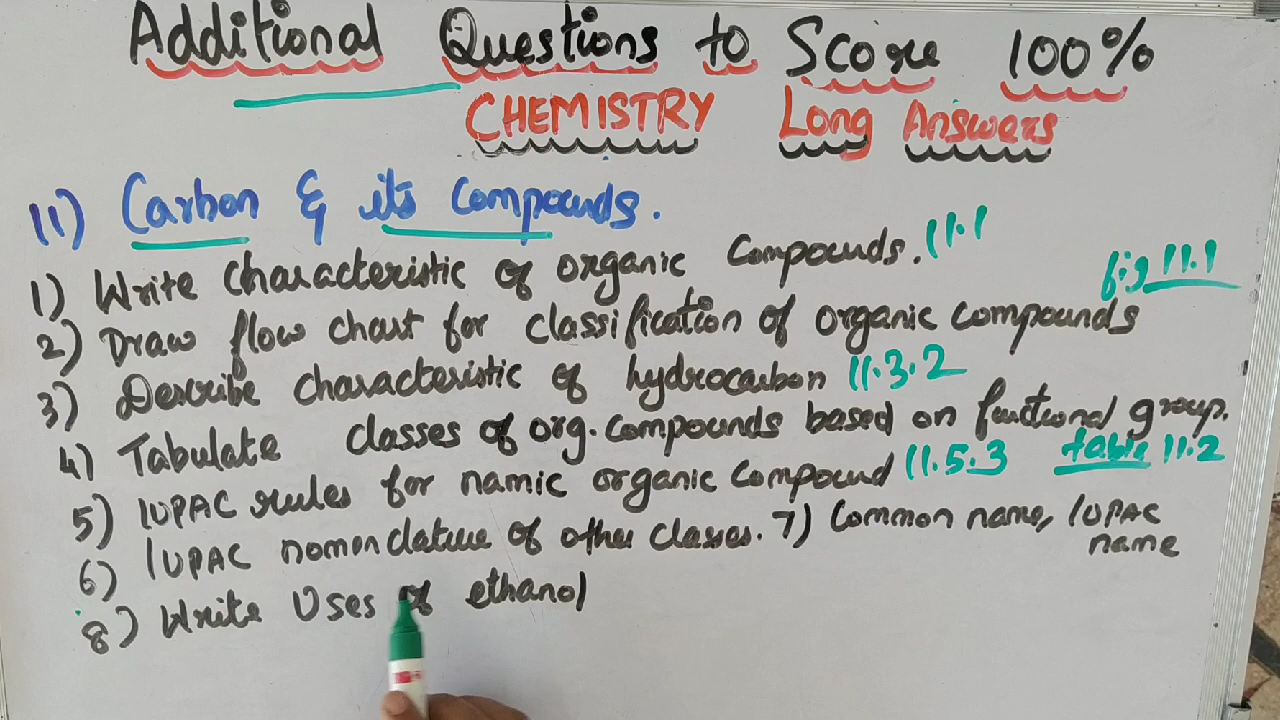 Additional Questions to Score 100%
CHEMISTRY Long Answers
11) Carbon & its Compounds.
1) Write characteristic of organic compounds. 11.1
fig 11.1
2) Draw flow chart for classification of organic compounds
3) Describe characteristic of hydrocarbon 11.3.2
4) Tabulate classes of org. compounds based on functional group.
table 11.2
5) IUPAC rules for namic organic compound 11.5.3
6) IUPAC nomenclature of other classes. 7) Common name, IUPAC name
8) Write Uses of ethanol